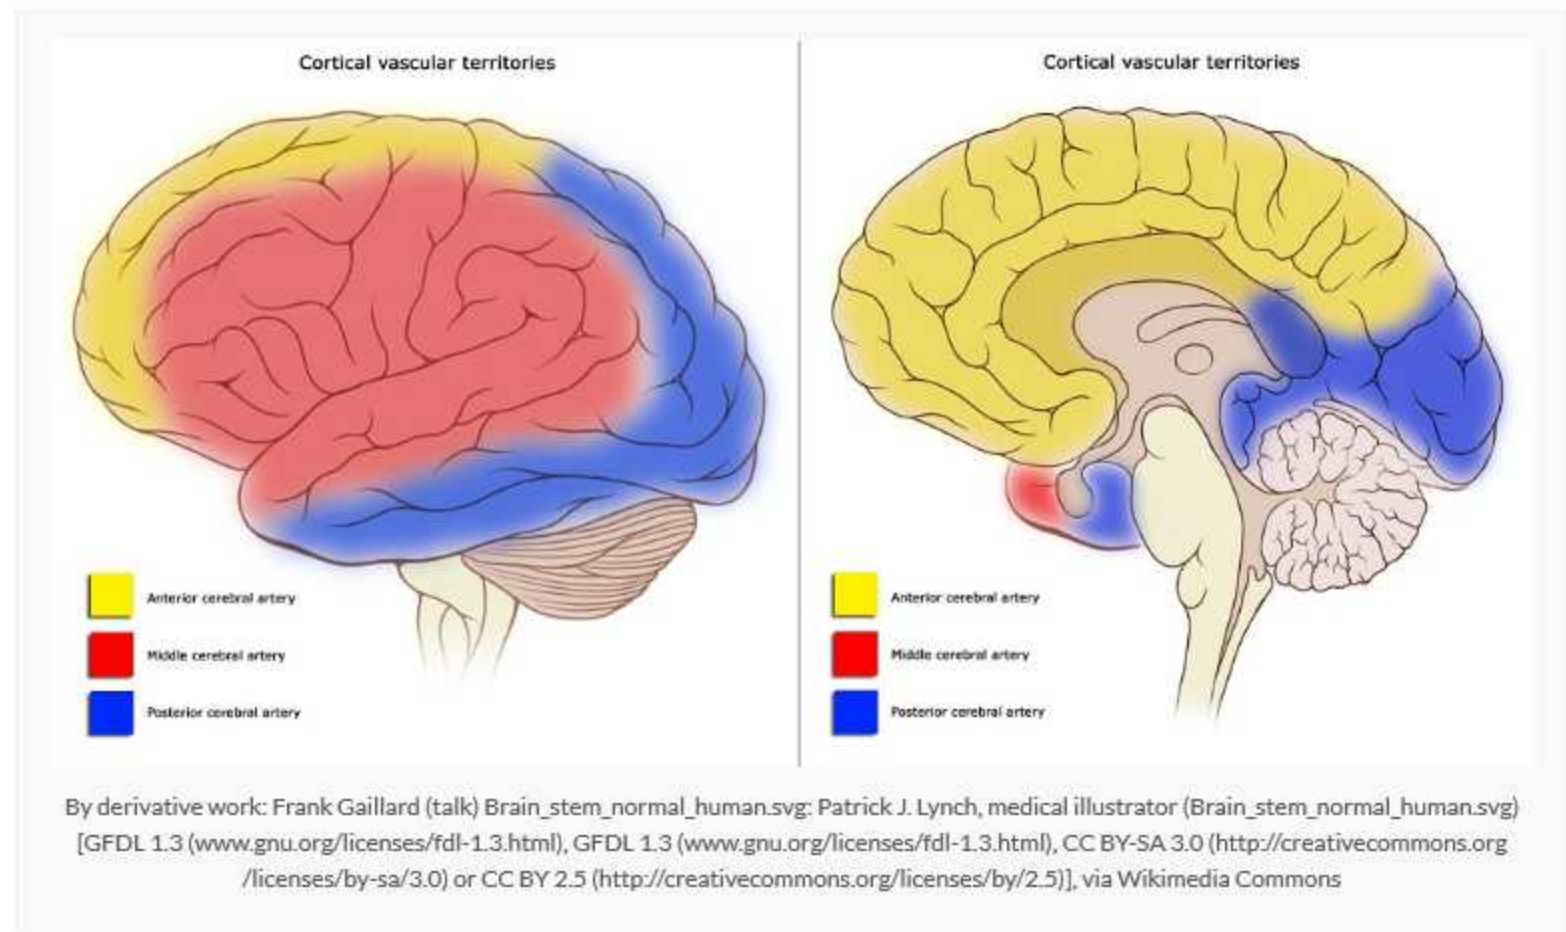 Cortical vascular territories
Anterior cerebral artery
Middle cerebral artery
Posterior cerebral artery
Cortical vascular territories
Anterior cerebral artery
Middle cerebral artery
Posterior cerebral artery
By derivative work: Frank Gaillard (talk) Brain_stem_normal_human.svg: Patrick J. Lynch, medical illustrator (Brain_stem_normal_human.svg)
[GFDL 1.3 (www.gnu.org/licenses/fdl-1.3.html), GFDL 1.3 (www.gnu.org/licenses/fdl-1.3.html), CC BY-SA 3.0 (http://creativecommons.org
/licenses/by-sa/3.0) or CC BY 2.5 (http://creativecommons.org/licenses/by/2.5)], via Wikimedia Commons